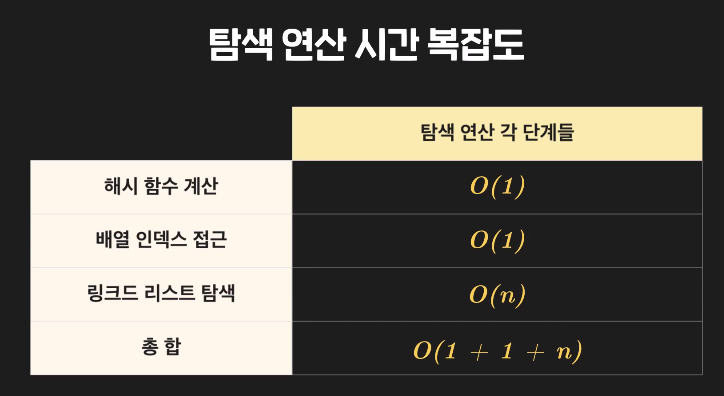 탐색 연산 시간 복잡도
탐색 연산 각 단계들
해시 함수 계산
O(1)
배열 인덱스 접근
O(1)
링크드 리스트 탐색
O(n)
총 합
O(1 + 1 + n)